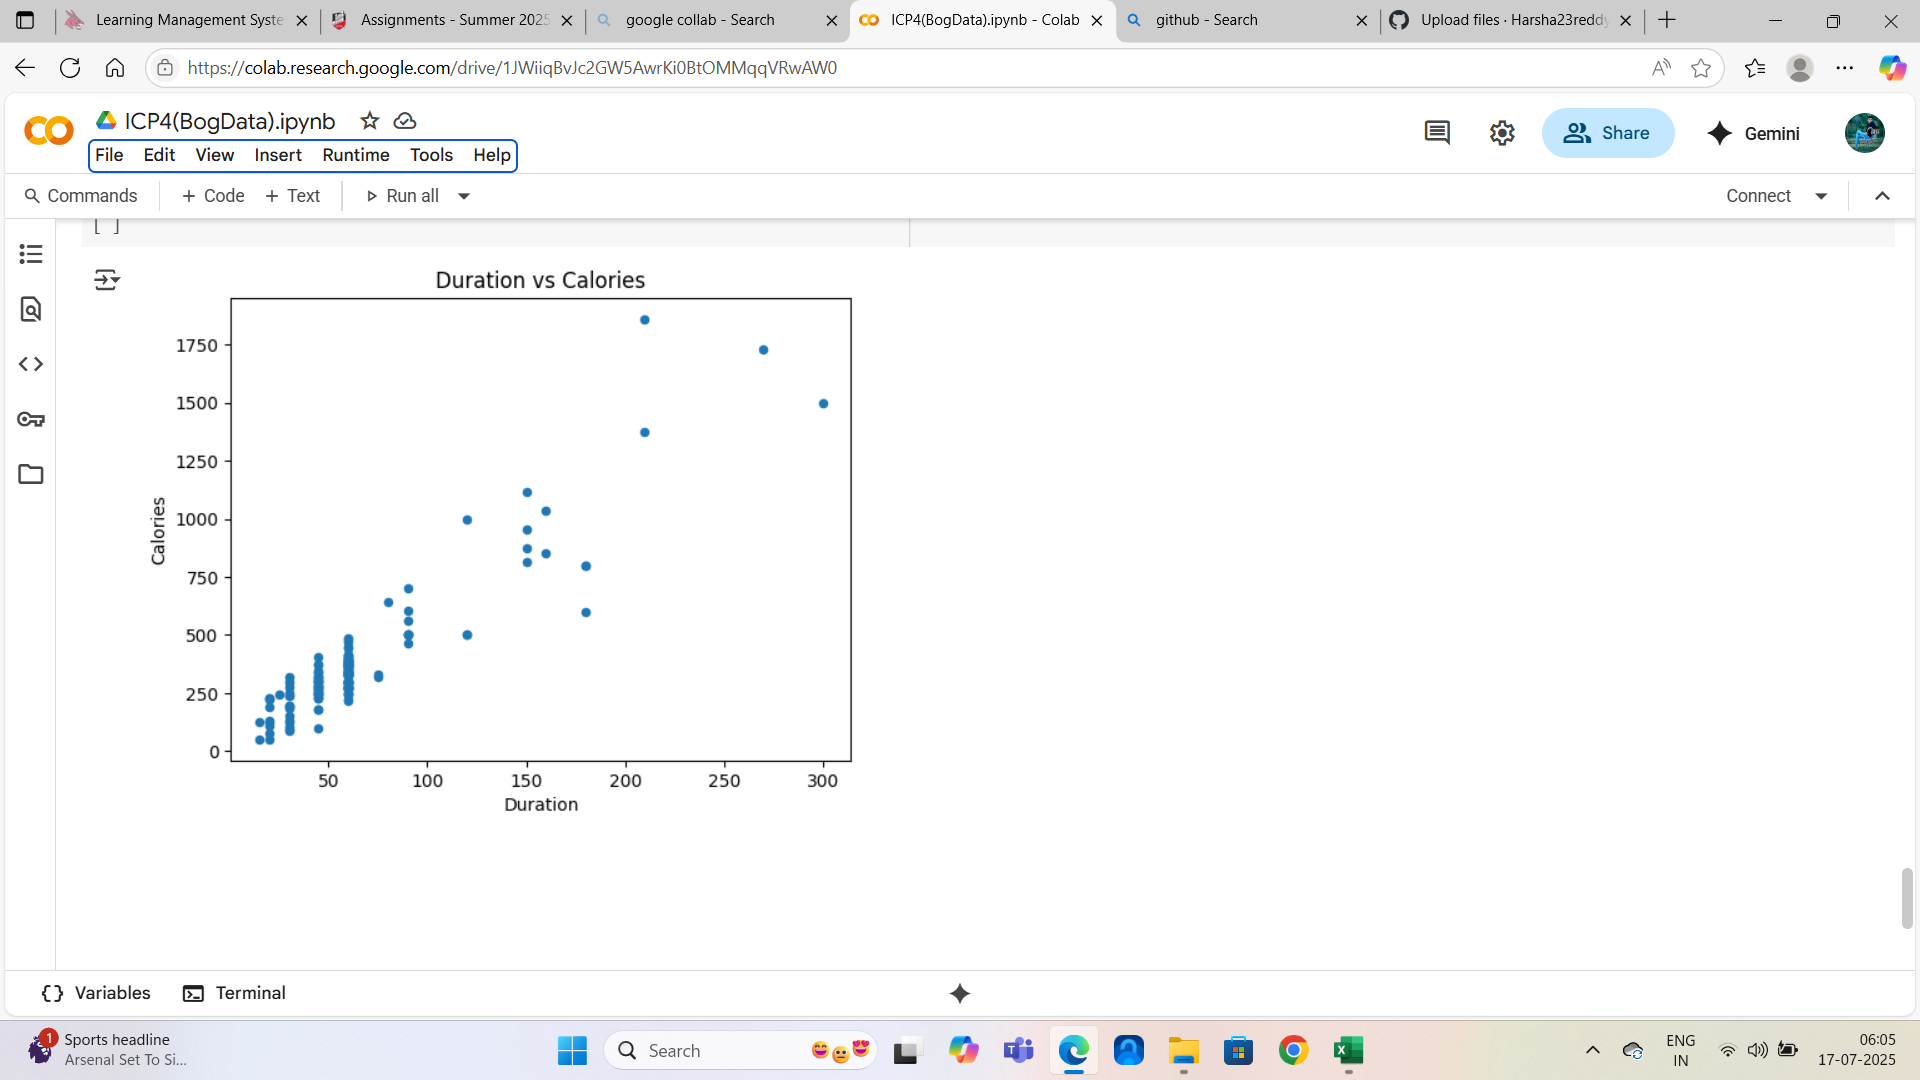 Learning Management Syste
Assignments - Summer 2025
google collab - Search
ICP4(BogData).ipynb - Colab
github - Search
Upload files · Harsha23reddy
https://colab.research.google.com/drive/1JWiiqBvJc2GW5AwrKi0BtOMMqqVRwAW0
ICP4(BogData).ipynb
File Edit View Insert Runtime Tools Help
Share
Gemini
Commands + Code + Text Run all
Connect
[ ]
Duration vs Calories
1750
1500
1250
1000
750
500
250
0
Calories
50 100 150 200 250 300
Duration
Variables Terminal
1
Sports headline
Arsenal Set To Si...
Search
ENG
IN
06:05
17-07-2025